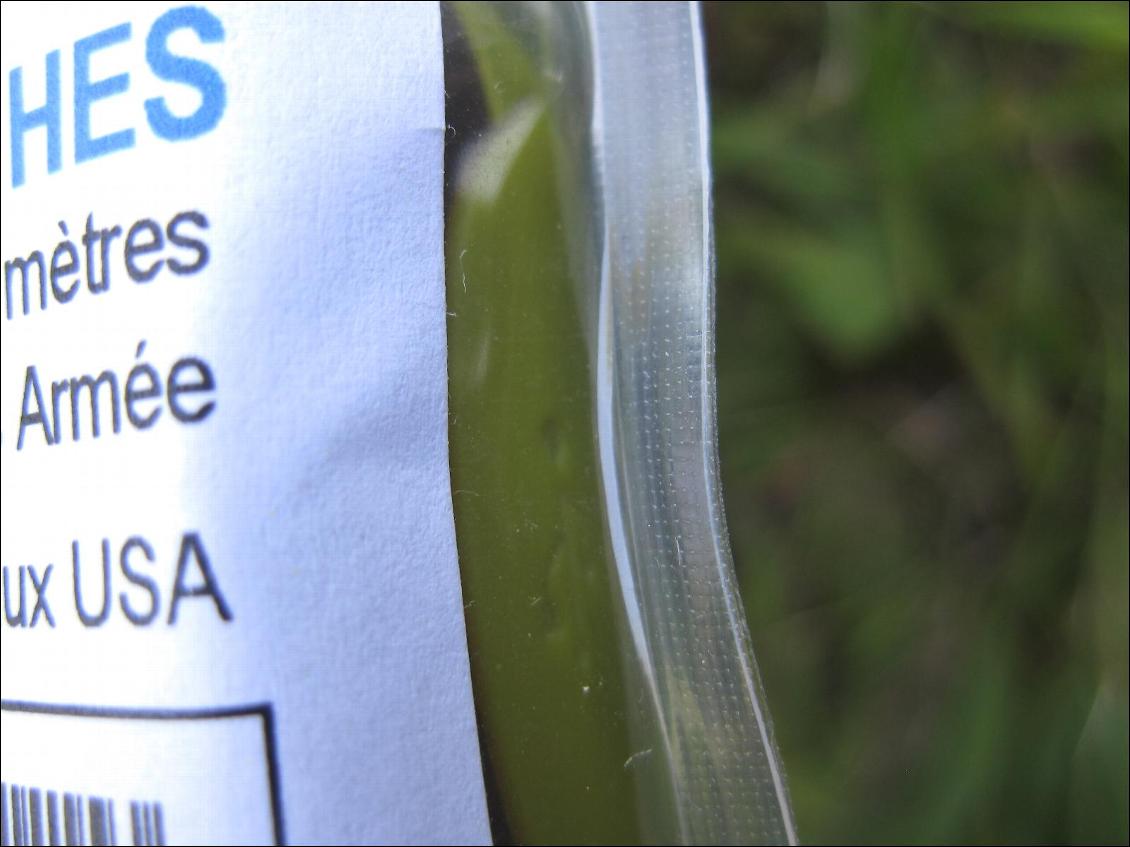 HES
mètres
Armée
ux USA